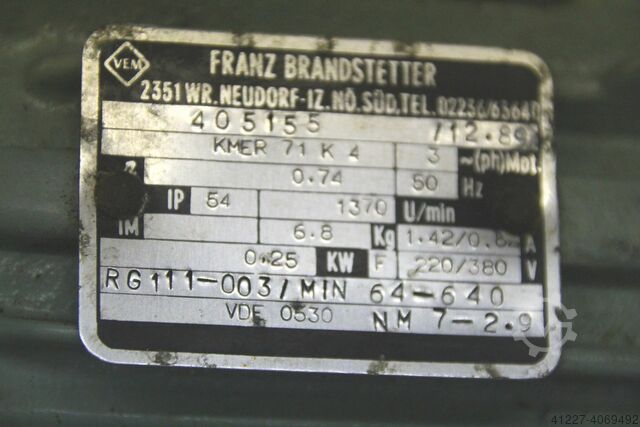 VEM FRANZ BRANDSTETTER
2351 WR. NEUDORF-IZ. NÖ. SÜD. TEL. 02236/63640
405155 /12.89
KMER 71 K 4 3 ~(ph)Mot.
0.74 50 Hz
IP 54 1370 U/min
IM 6.8 Kg 1.42/0.82 A
0.25 KW F 220/380 V
RG111-003/MIN 64-640
VDE 0530 NM 7-2.9
41227-4069492